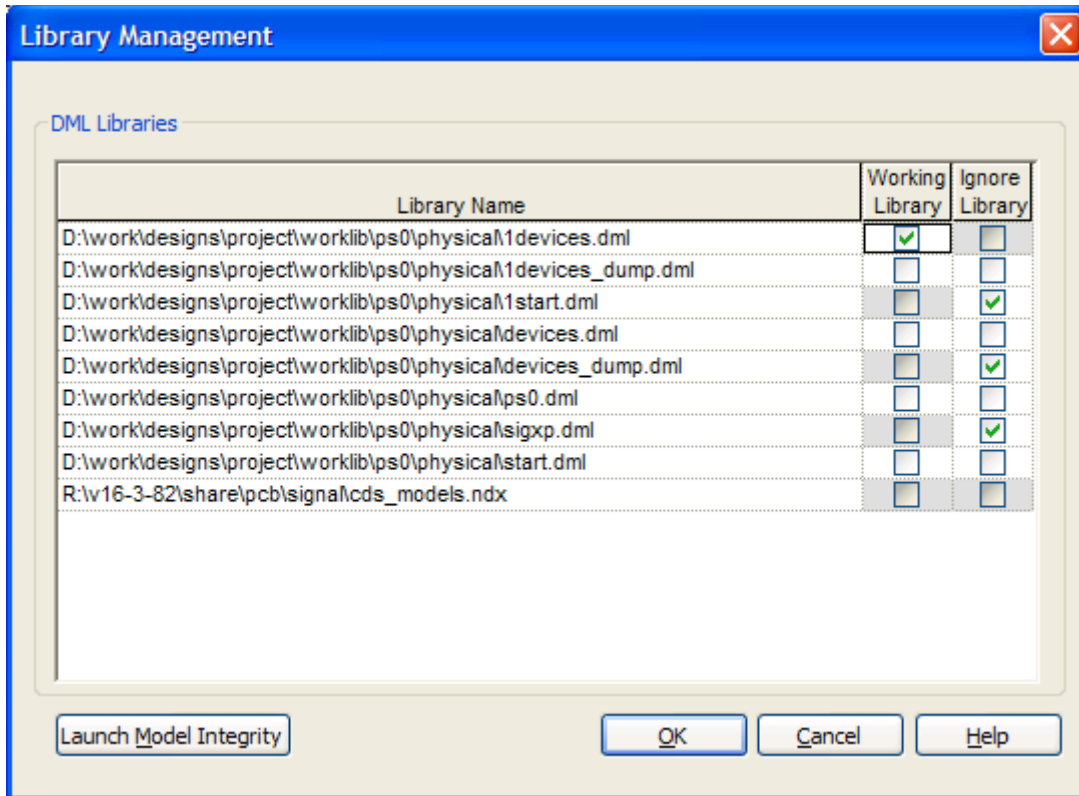 Library Management
DML Libraries
Library Name
Working Library
Ignore Library
D:\work\designs\project\worklib\ps0\physical\1devices.dml
D:\work\designs\project\worklib\ps0\physical\1devices_dump.dml
D:\work\designs\project\worklib\ps0\physical\1start.dml
D:\work\designs\project\worklib\ps0\physical\devices.dml
D:\work\designs\project\worklib\ps0\physical\devices_dump.dml
D:\work\designs\project\worklib\ps0\physical\ps0.dml
D:\work\designs\project\worklib\ps0\physical\sigxp.dml
D:\work\designs\project\worklib\ps0\physical\start.dml
R:\v16-3-82\share\pcb\signal\cds_models.ndx
Launch Model Integrity
OK
Cancel
Help